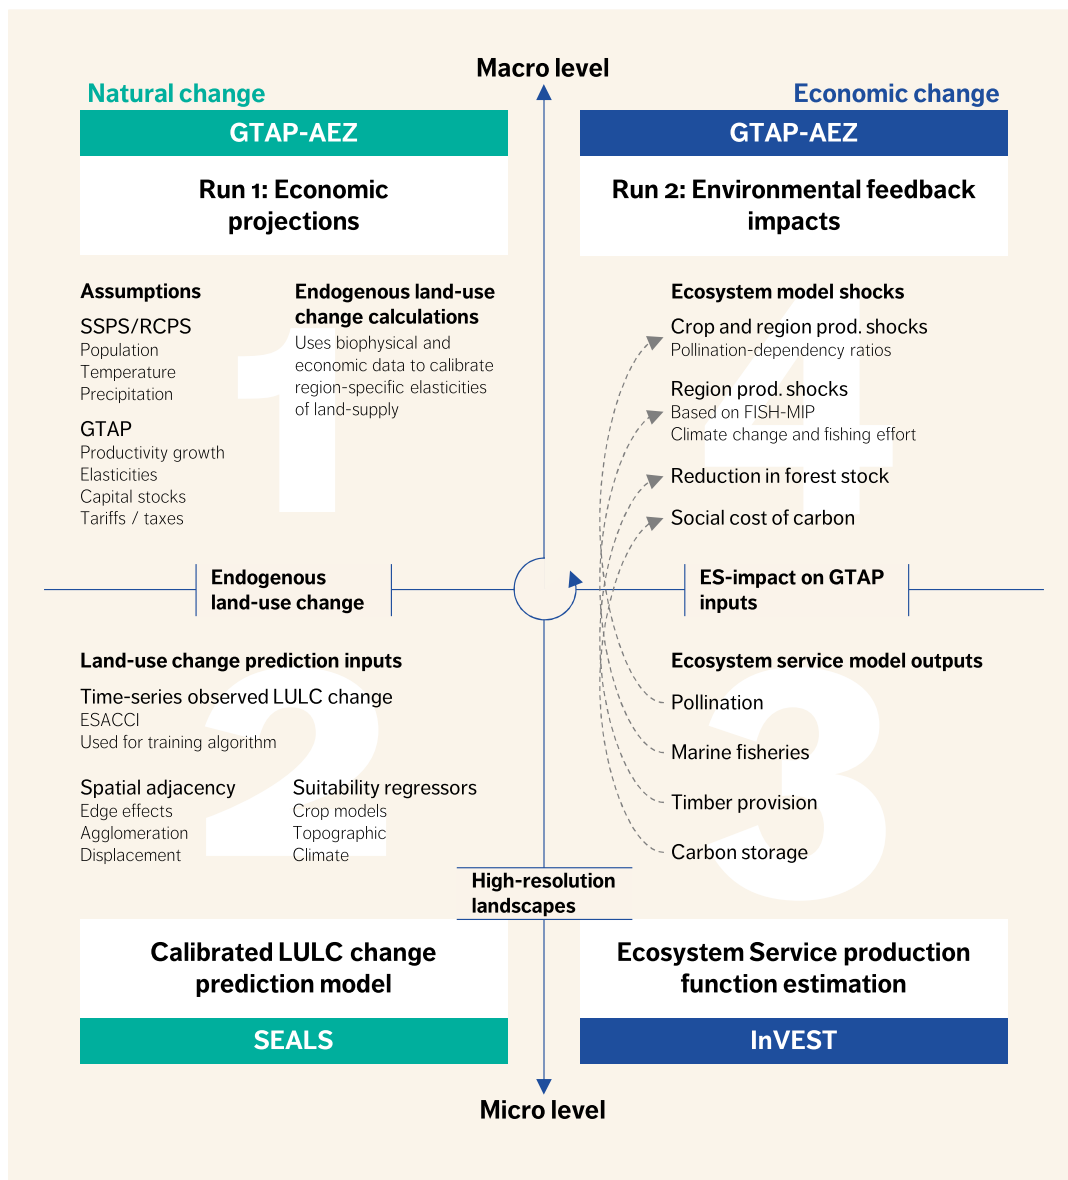 Macro level
Natural change
Economic change
GTAP-AEZ
Run 1: Economic
projections
GTAP-AEZ
Run 2: Environmental feedback
impacts
1
Assumptions
SSPS/RCPS
Population
Temperature
Precipitation
GTAP
Productivity growth
Elasticities
Capital stocks
Tariffs / taxes
Endogenous land-use
change calculations
Uses biophysical and
economic data to calibrate
region-specific elasticities
of land-supply
4
Ecosystem model shocks
Crop and region prod. shocks
Pollination-dependency ratios
Region prod. shocks
Based on FISH-MIP
Climate change and fishing effort
Reduction in forest stock
Social cost of carbon
Endogenous
land-use change
ES-impact on GTAP
inputs
2
Land-use change prediction inputs
Time-series observed LULC change
ESACCI
Used for training algorithm
Spatial adjacency
Edge effects
Agglomeration
Displacement
Suitability regressors
Crop models
Topographic
Climate
3
Ecosystem service model outputs
Pollination
Marine fisheries
Timber provision
Carbon storage
High-resolution
landscapes
Calibrated LULC change
prediction model
SEALS
Ecosystem Service production
function estimation
InVEST
Micro level